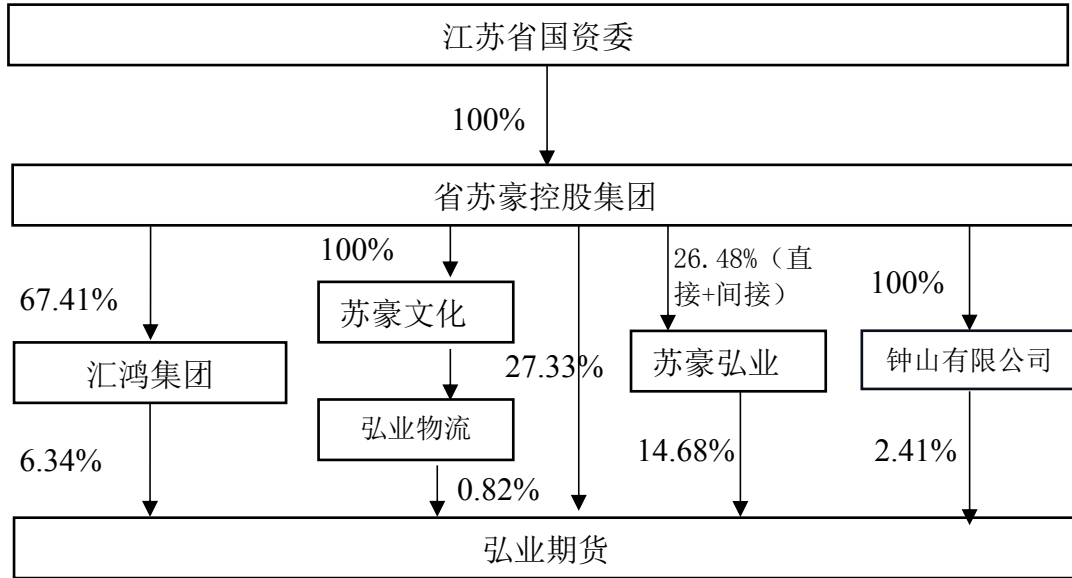 江苏省国资委
100%
省苏豪控股集团
67.41%
100%
27.33%
26.48%（直
接+间接）
100%
苏豪文化
汇鸿集团
苏豪弘业
钟山有限公司
弘业物流
6.34%
0.82%
14.68%
2.41%
弘业期货